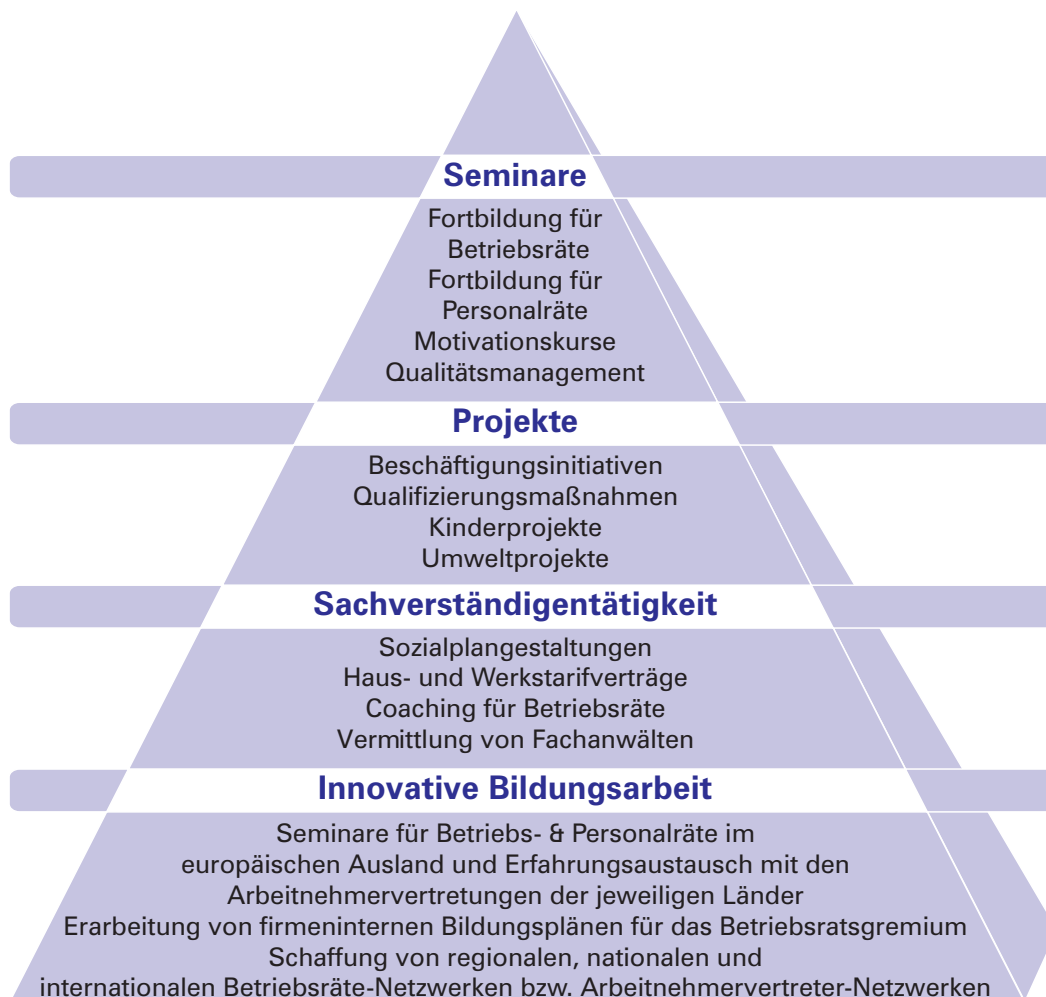 Seminare
Fortbildung für
Betriebsräte
Fortbildung für
Personalräte
Motivationskurse
Qualitätsmanagement
Projekte
Beschäftigungsinitiativen
Qualifizierungsmaßnahmen
Kinderprojekte
Umweltprojekte
Sachverständigentätigkeit
Sozialplangestaltungen
Haus- und Werkstarifverträge
Coaching für Betriebsräte
Vermittlung von Fachanwälten
Innovative Bildungsarbeit
Seminare für Betriebs- & Personalräte im
europäischen Ausland und Erfahrungsaustausch mit den
Arbeitnehmervertretungen der jeweiligen Länder
Erarbeitung von firmeninternen Bildungsplänen für das Betriebsratsgremium
Schaffung von regionalen, nationalen und
internationalen Betriebsräte-Netzwerken bzw. Arbeitnehmervertreter-Netzwerken